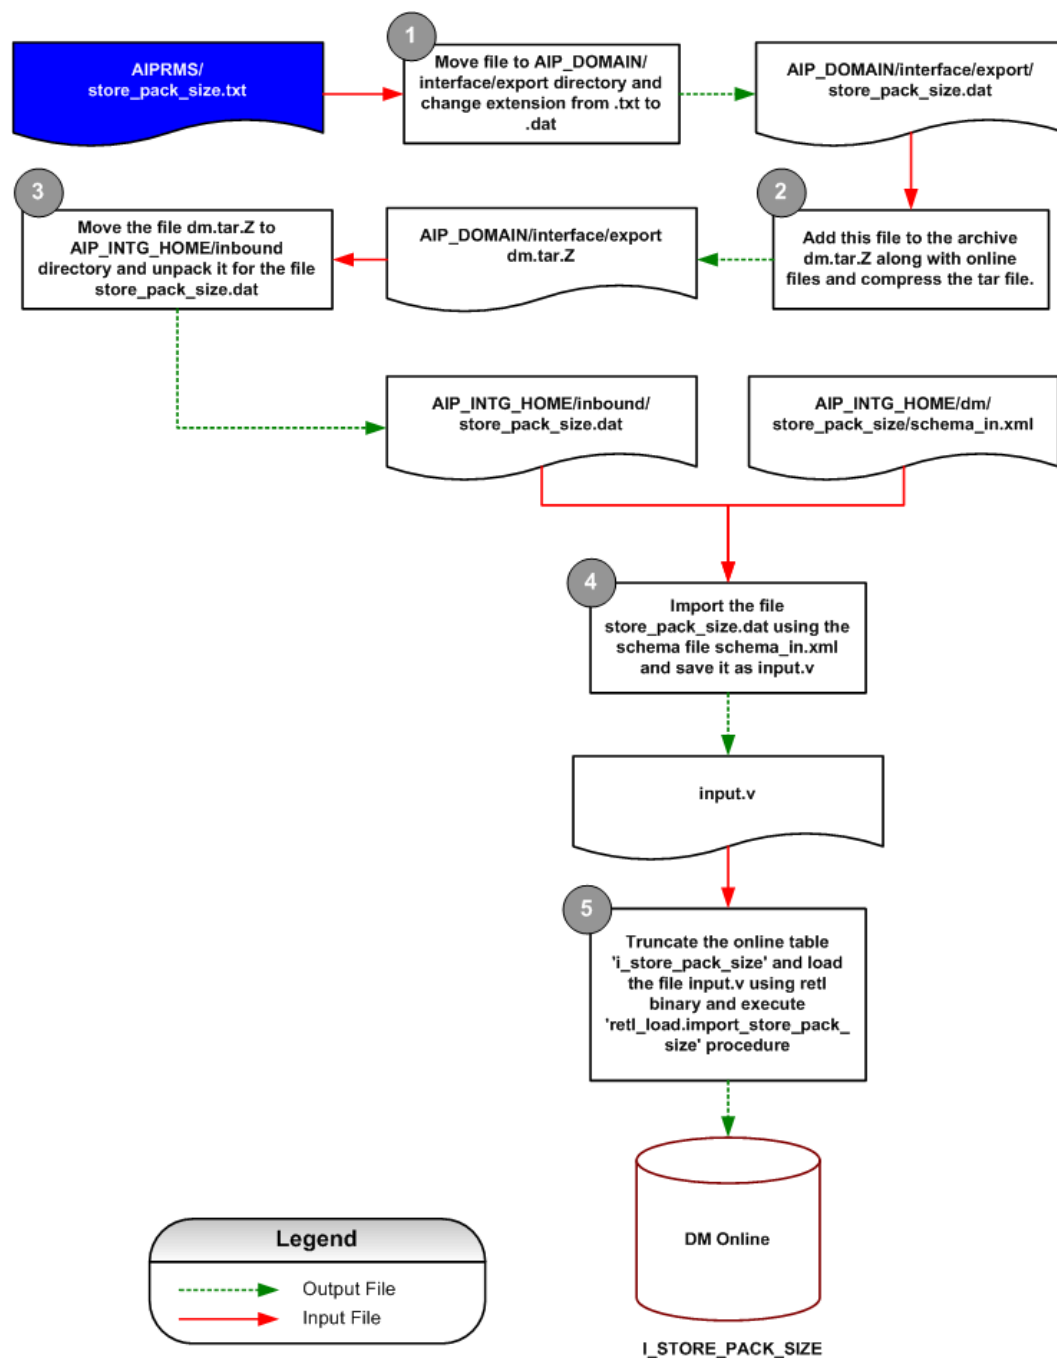 AIPRMS/
store_pack_size.txt
1
Move file to AIP_DOMAIN/
interface/export directory and
change extension from .txt to
.dat
AIP_DOMAIN/interface/export/
store_pack_size.dat
3
Move the file dm.tar.Z to
AIP_INTG_HOME/inbound
directory and unpack it for the file
store_pack_size.dat
AIP_DOMAIN/interface/export
dm.tar.Z
2
Add this file to the archive
dm.tar.Z along with online
files and compress the tar file.
AIP_INTG_HOME/inbound/
store_pack_size.dat
AIP_INTG_HOME/dm/
store_pack_size/schema_in.xml
4
Import the file
store_pack_size.dat using the
schema file schema_in.xml
and save it as input.v
input.v
5
Truncate the online table
'i_store_pack_size' and load
the file input.v using retl
binary and execute
'retl_load.import_store_pack_
size' procedure
DM Online
I_STORE_PACK_SIZE
Legend
Output File
Input File